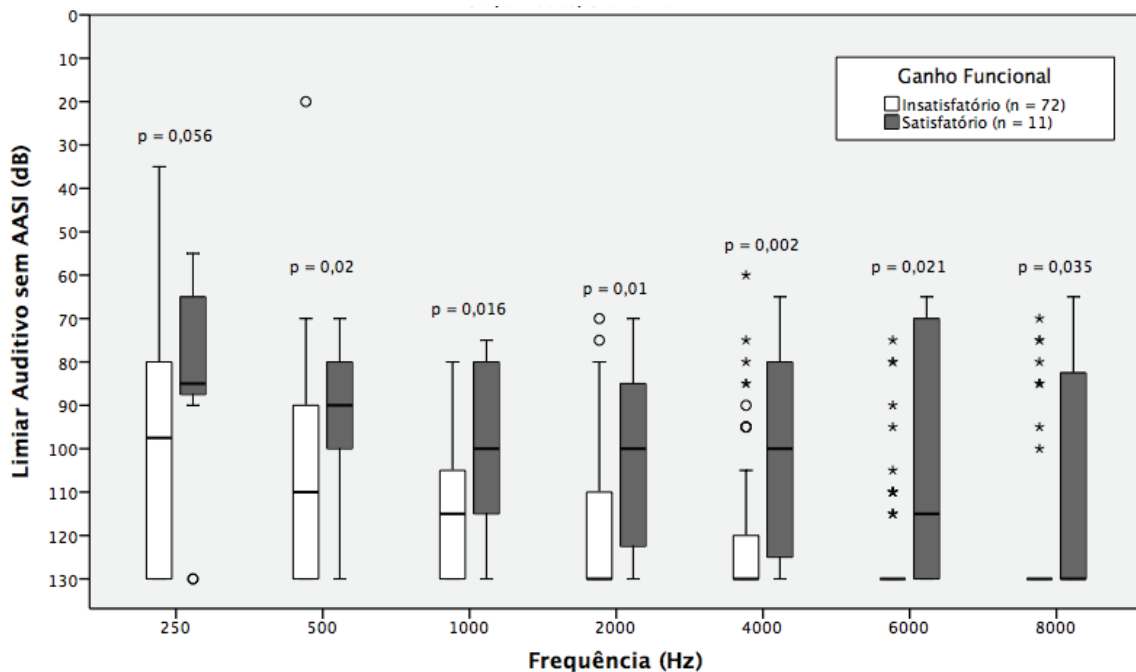 0
10
20
30
40
50
60
70
80
90
100
110
120
130
Limiar Auditivo sem AASI (dB)
Ganho Funcional
Insatisfatório (n = 72)
Satisfatório (n = 11)
p = 0,056
p = 0,02
p = 0,016
p = 0,01
p = 0,002
p = 0,021
p = 0,035
250
500
1000
2000
4000
6000
8000
Frequência (Hz)